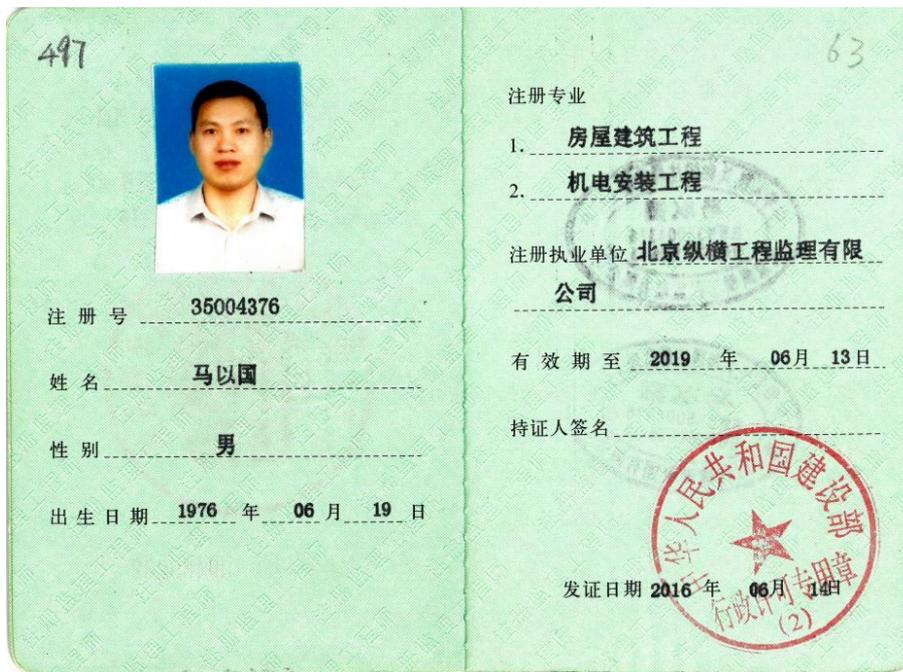 497
注册号 35004376
姓名 马以国
性别 男
出生日期 1976 年 06 月 19 日
63
注册专业
1. 房屋建筑工程
2. 机电安装工程
注册执业单位 北京纵横工程监理有限
公司
有效期至 2019 年 06月 13日
持证人签名
中华人民共和国建设部
行政许可专用章
(2)
发证日期 2016 年 06月 14日